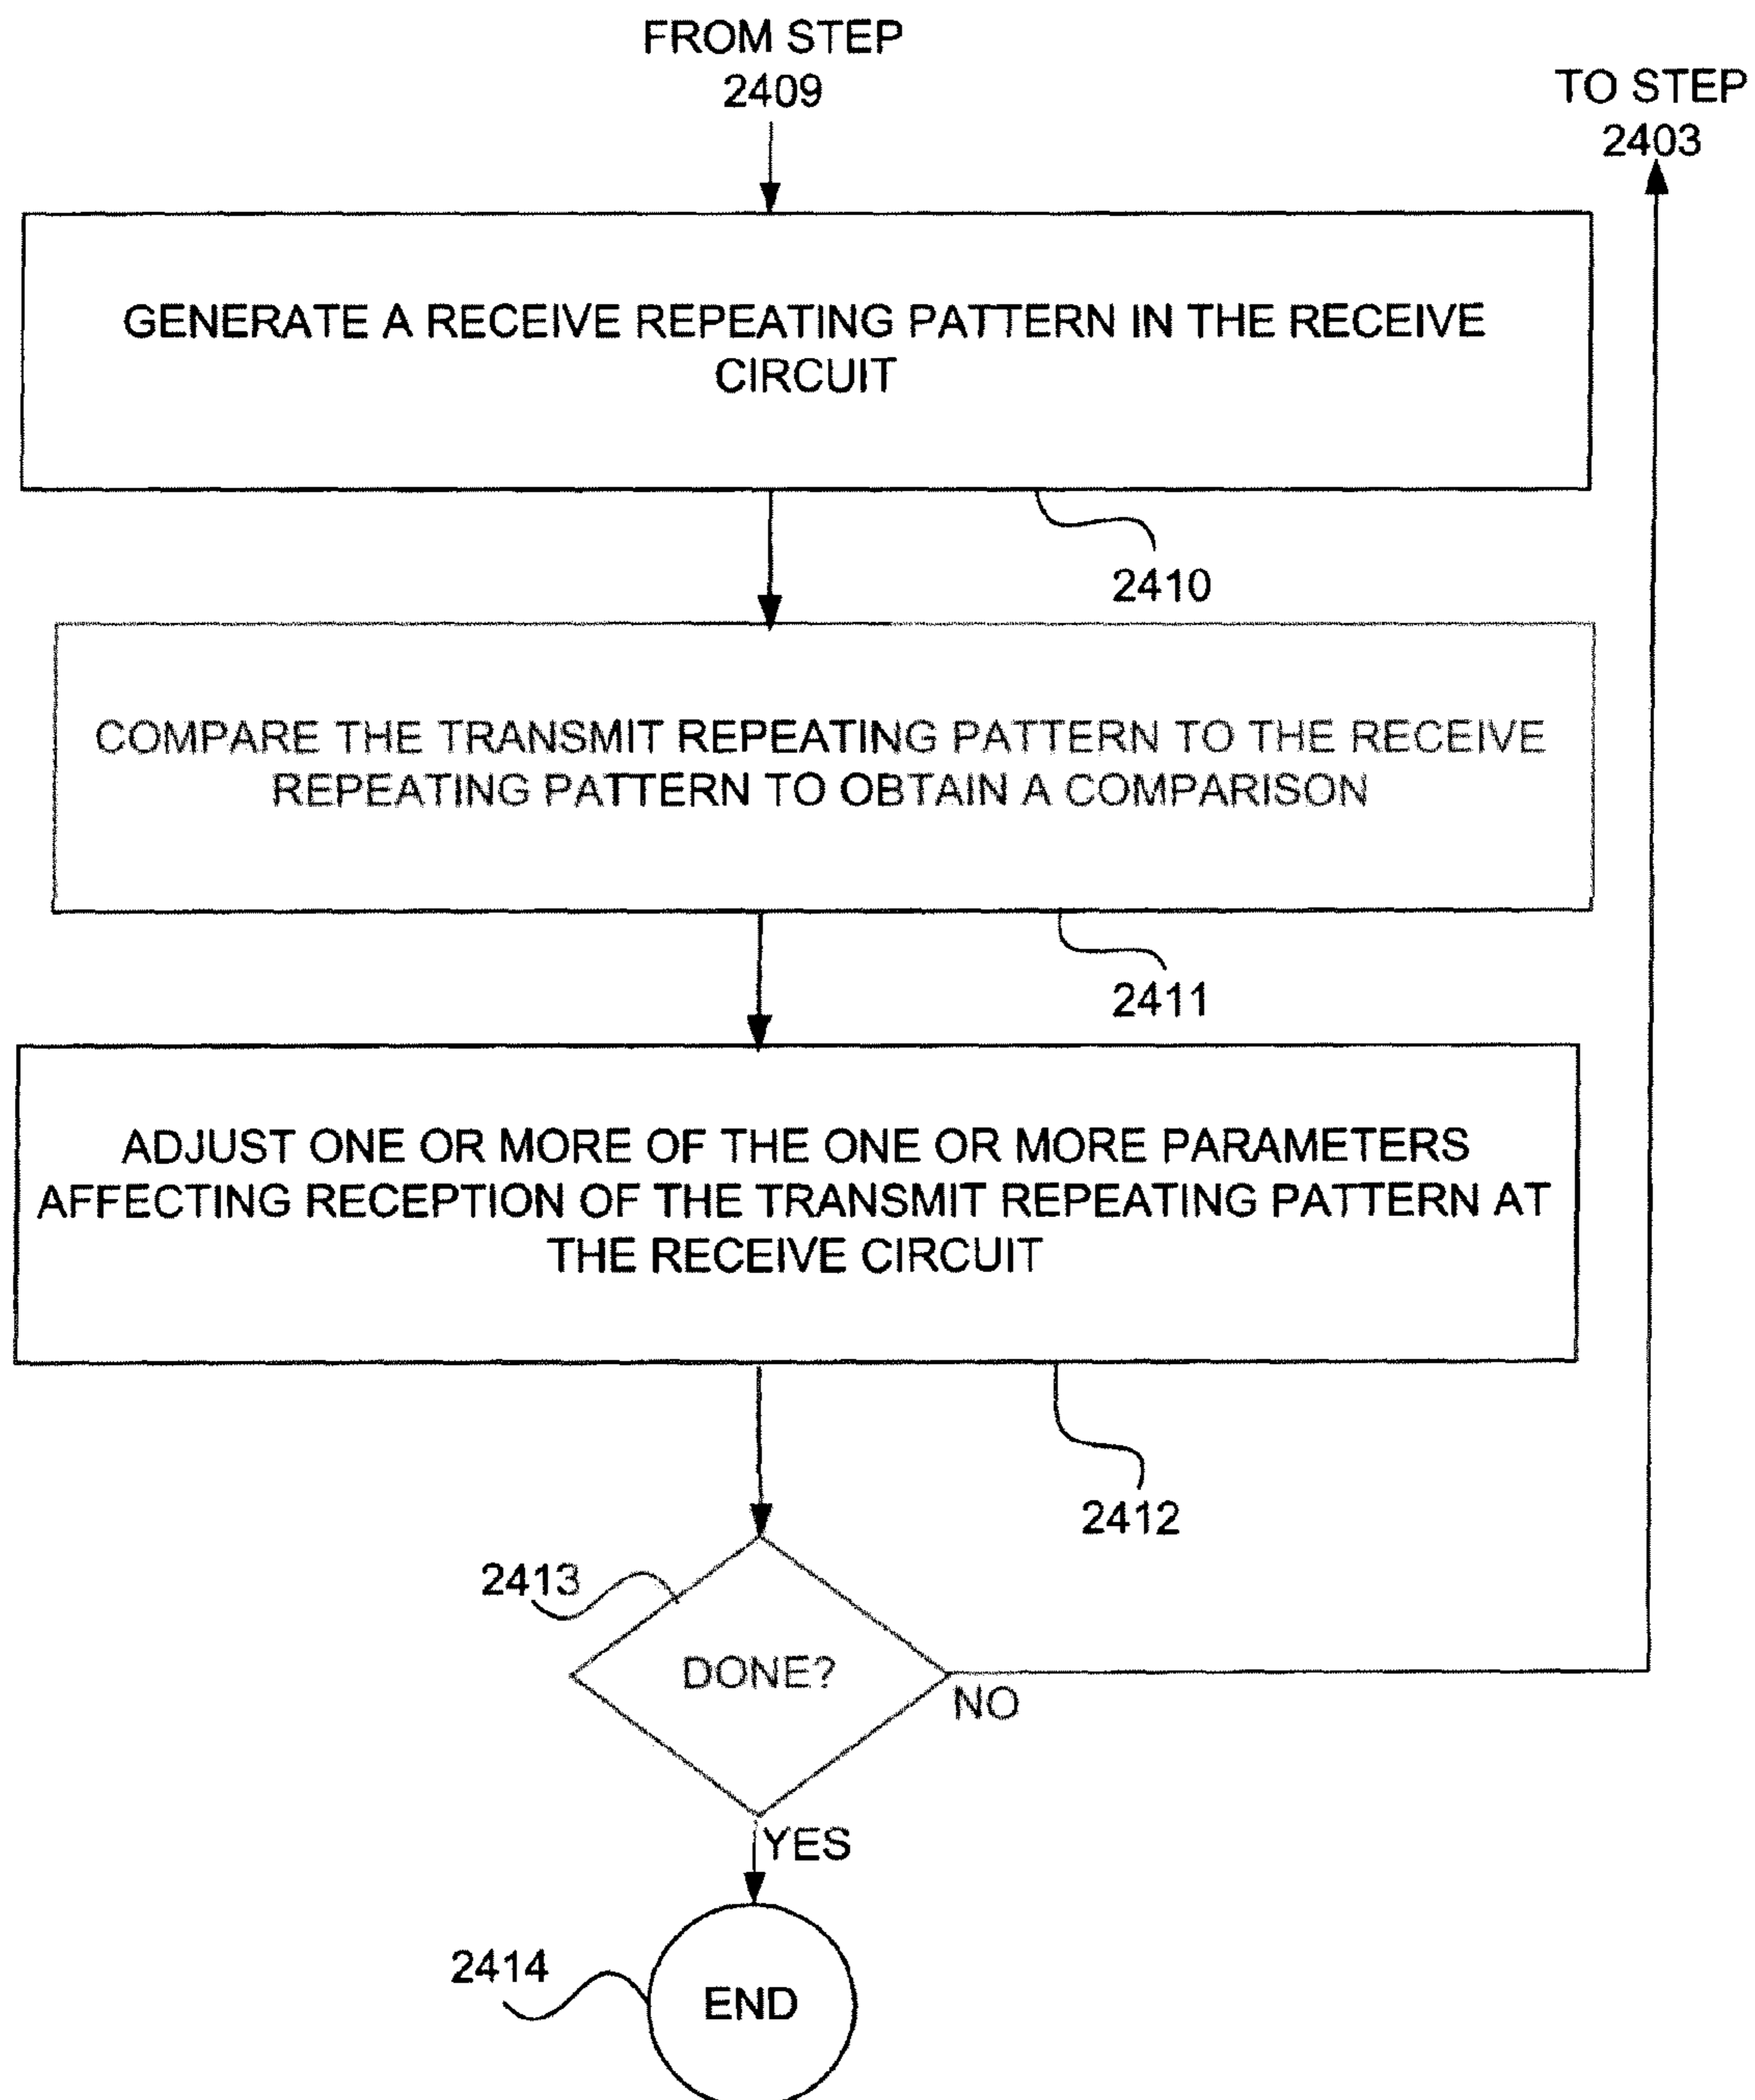 FROM STEP
2409
TO STEP
2403
GENERATE A RECEIVE REPEATING PATTERN IN THE RECEIVE
CIRCUIT
2410
COMPARE THE TRANSMIT REPEATING PATTERN TO THE RECEIVE
REPEATING PATTERN TO OBTAIN A COMPARISON
2411
ADJUST ONE OR MORE OF THE ONE OR MORE PARAMETERS
AFFECTING RECEPTION OF THE TRANSMIT REPEATING PATTERN AT
THE RECEIVE CIRCUIT
2412
2413
DONE?
NO
YES
2414
END